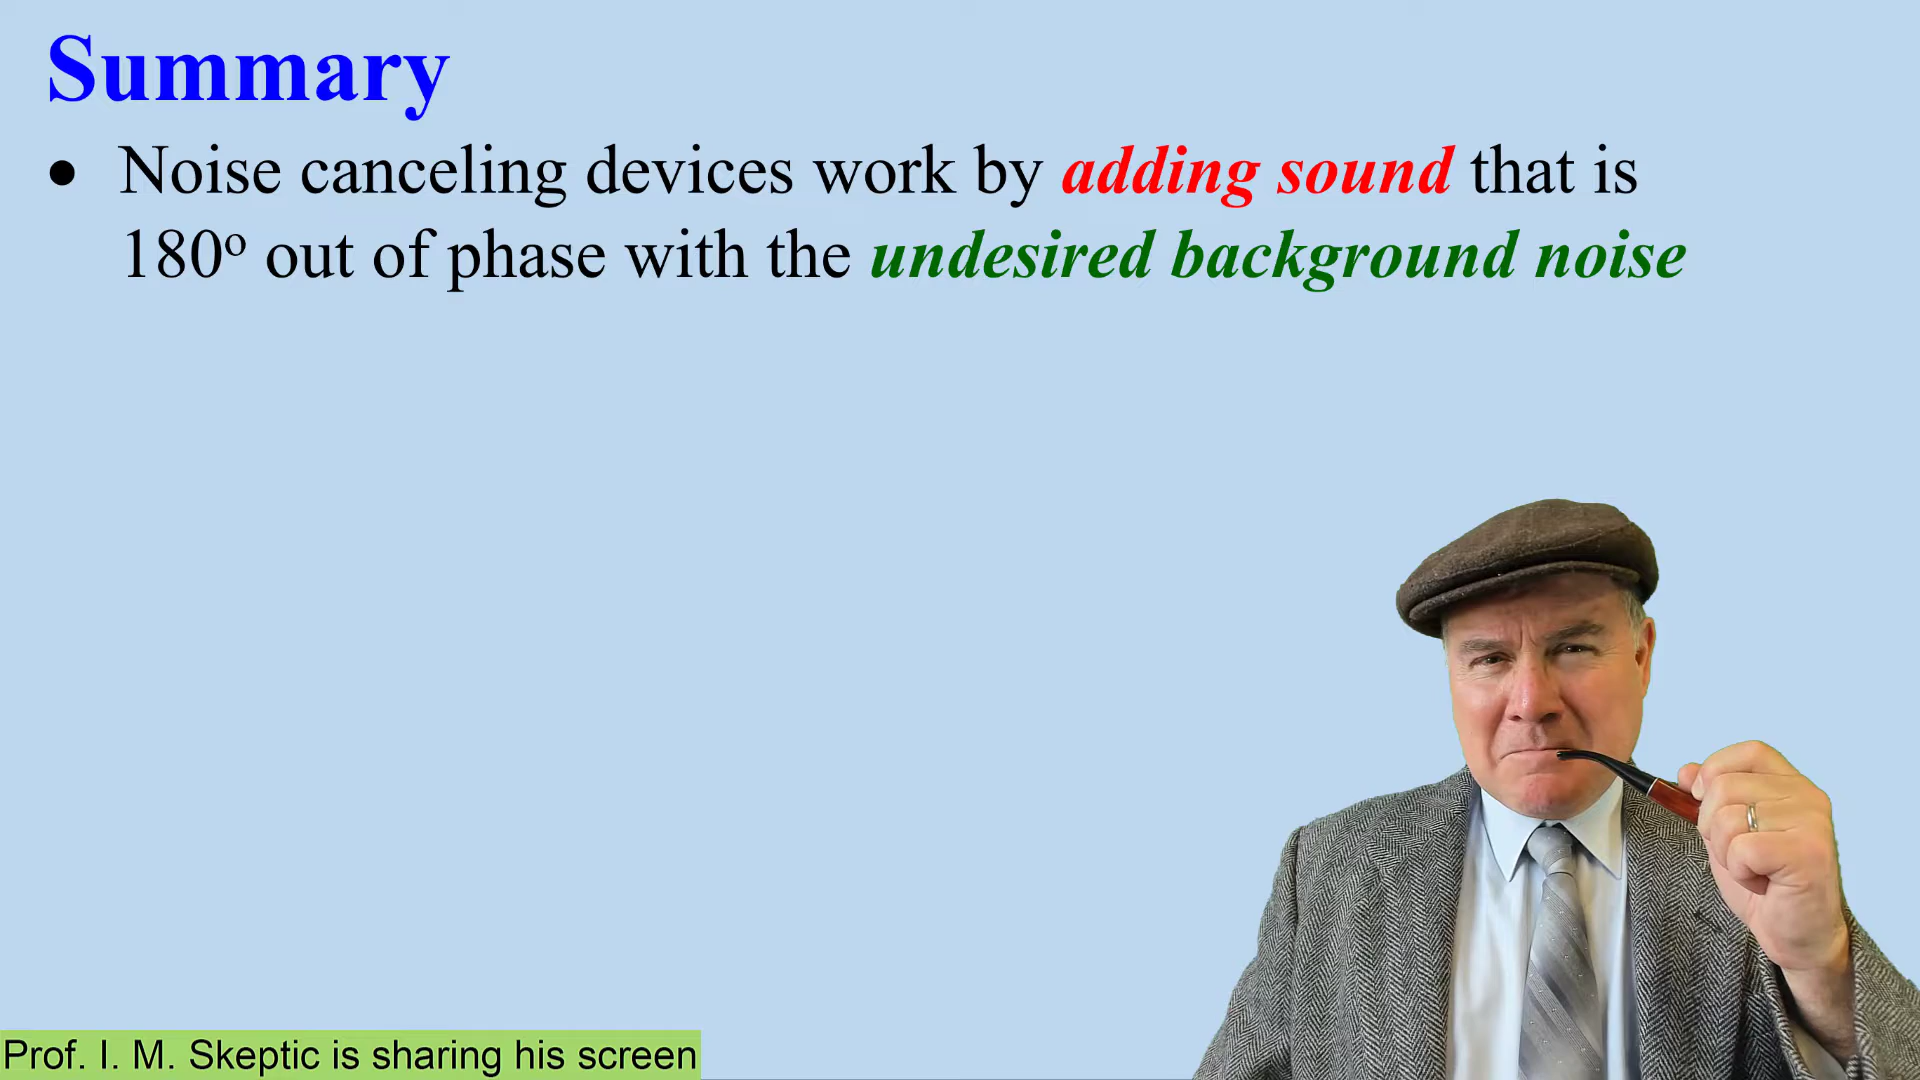 Summary
• Noise canceling devices work by adding sound that is
180º out of phase with the undesired background noise
Prof. I. M. Skeptic is sharing his screen